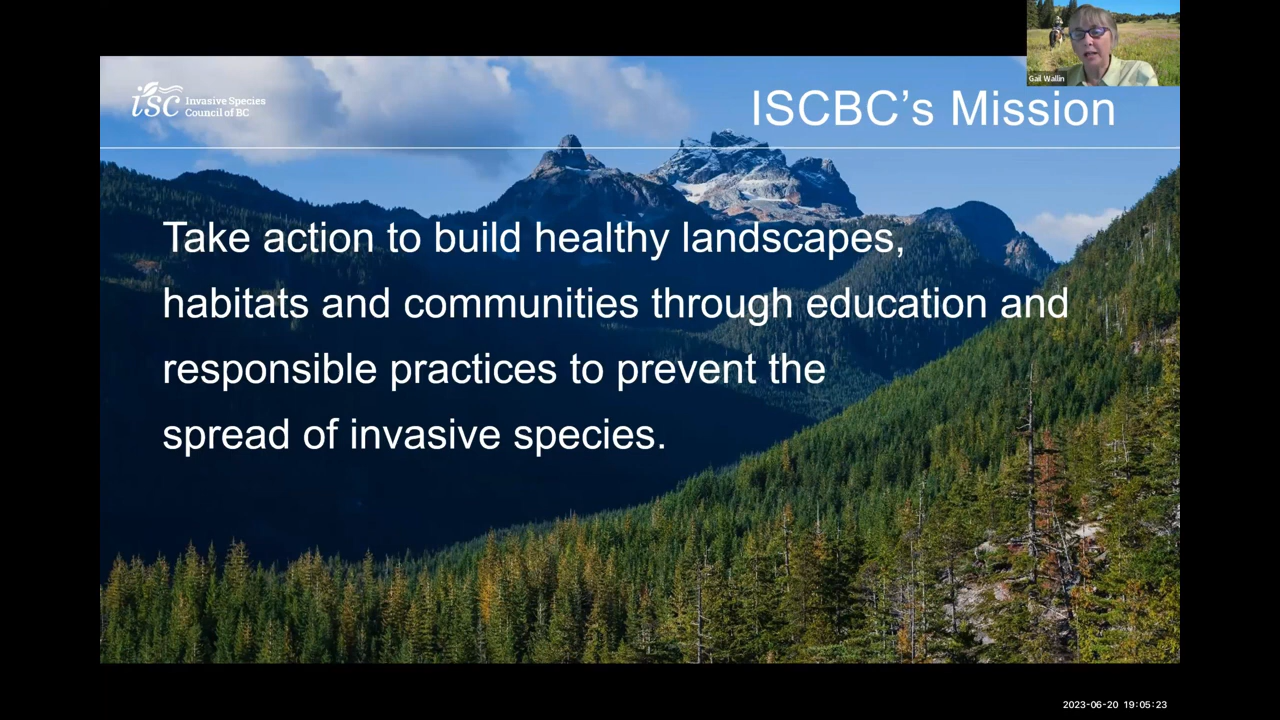 Gail Wallin
isc Invasive Species
Council of BC
ISCBC's Mission
Take action to build healthy landscapes,
habitats and communities through education and
responsible practices to prevent the
spread of invasive species.
2023-06-20 19:05:23